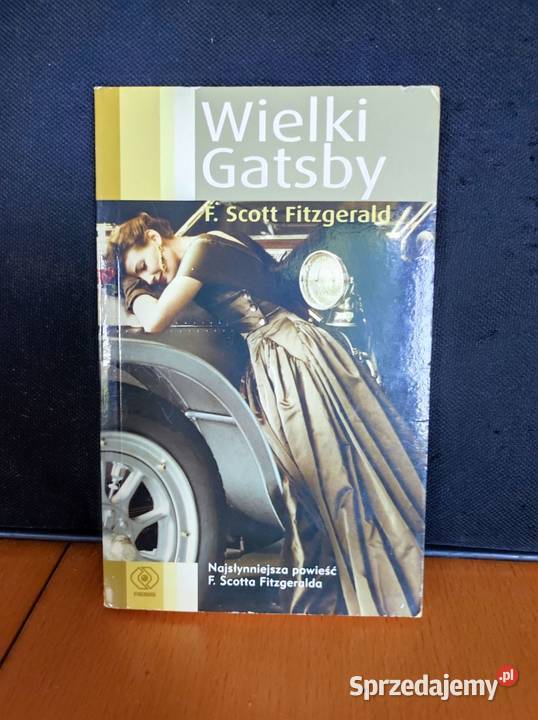 Wielki
Gatsby
F. Scott Fitzgerald
Najsłynniejsza powieść
F. Scotta Fitzgeralda
Sprzedajemy.pl